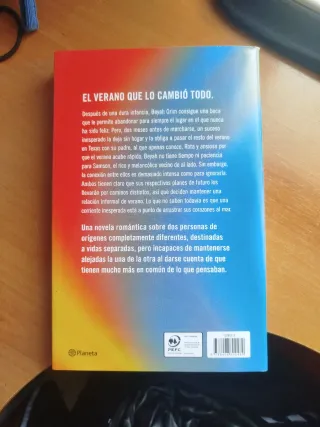 EL VERANO QUE LO CAMBIÓ TODO.
Después de una dura infancia, Beyah Grim consigue una beca
que le permite abandonar para siempre el lugar en el que nunca
ha sido feliz. Pero, dos meses antes de marcharse, un suceso
inesperado la deja sin hogar y la obliga a pasar el resto del verano
en Texas con su padre, al que apenas conoce. Rota y ansiosa por
que el verano acabe rápido, Beyah no tiene tiempo ni paciencia
para Samson, el rico y melancólico vecino de al lado. Sin embargo,
la conexión entre ellos es demasiado intensa como para ignorarla.
Ambos tienen claro que sus respectivos planes de futuro los
llevarán por caminos distintos, así que deciden mantener una
relación informal de verano. Lo que no saben todavía es que una
corriente inesperada está a punto de arrastrar sus corazones al mar.
Una novela romántica sobre dos personas de
orígenes completamente diferentes, destinadas
a vidas separadas, pero incapaces de mantenerse
alejadas la una de la otra al darse cuenta de que
tienen mucho más en común de lo que pensaban.
Planeta
PEFC